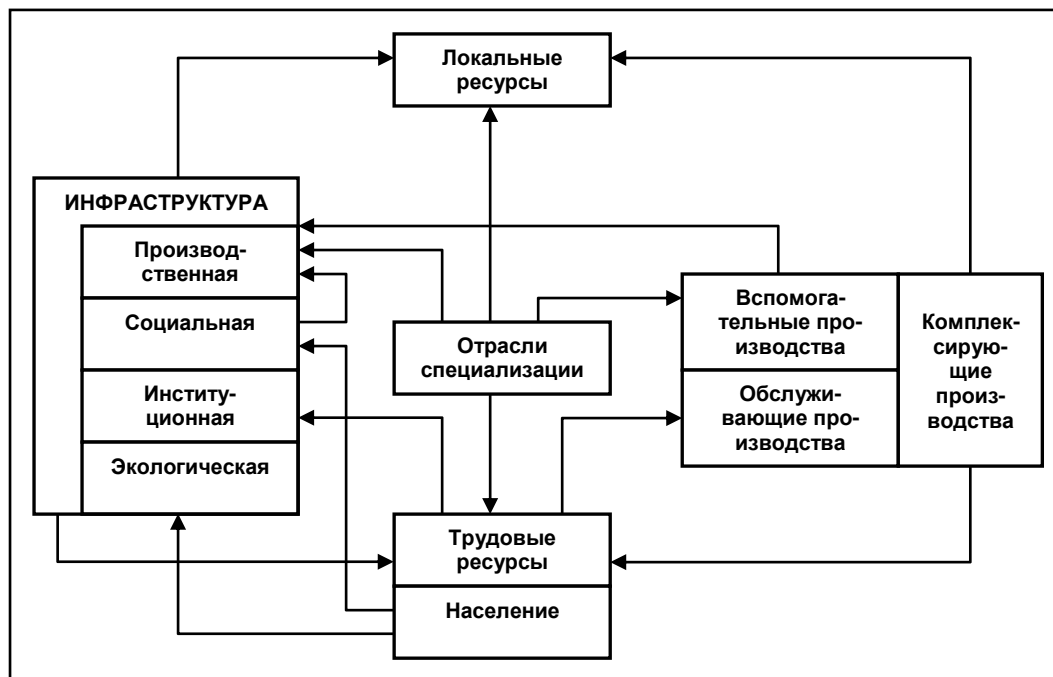 Локальные
ресурсы
ИНФРАСТРУКТУРА
Производ-
ственная
Социальная
Институ-
ционная
Экологическая
Отрасли
специализации
Вспомога-
тельные про-
изводства
Обслужи-
вающие про-
изводства
Комплек-
сирую-
щие
произ-
водства
Трудовые
ресурсы
Население